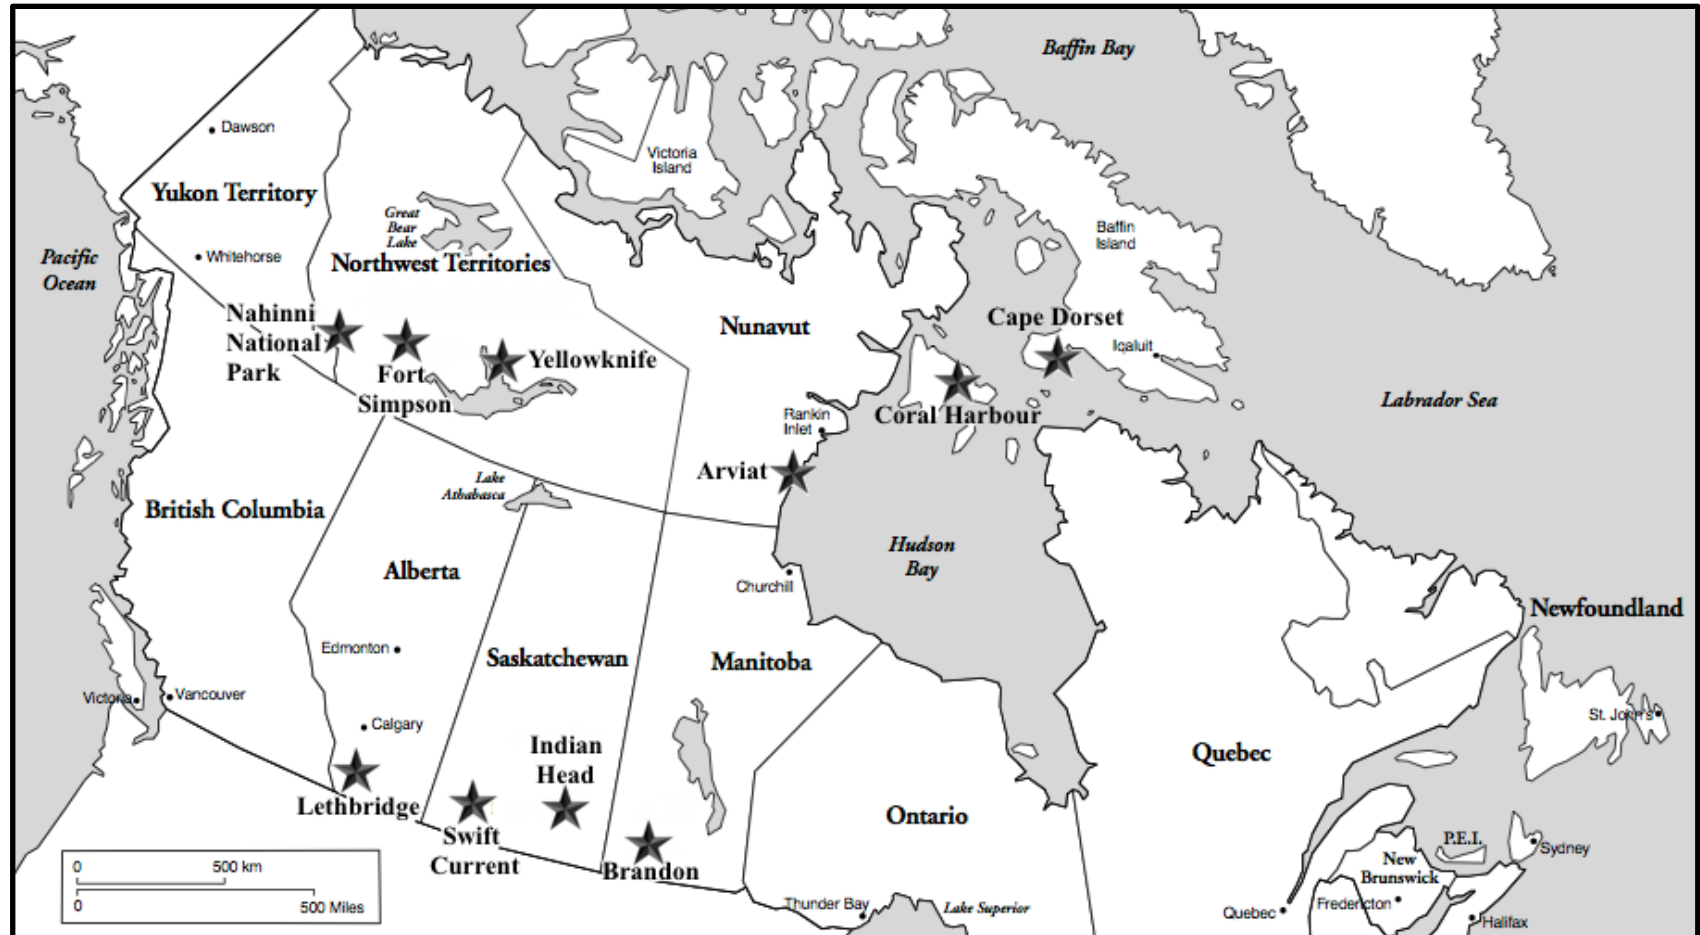 Baffin Bay
Dawson
Victoria
Island
Yukon Territory
Great
Bear
Lake
Baffin
Island
Pacific
Ocean
Whitehorse
Northwest Territories
Nahinni
National
Park
Nunavut
Cape Dorset
Iqaluit
Fort
Simpson
Yellowknife
Coral Harbour
Labrador Sea
Rankin
Inlet
Arviat
Lake
Athabasca
British Columbia
Hudson
Bay
Alberta
Churchill
Newfoundland
Edmonton
Saskatchewan
Manitoba
Victoria
Vancouver
St. John's
Calgary
Indian
Head
Quebec
Lethbridge
Swift
Current
Ontario
P.E.I.
Sydney
New
Brunswick
Brandon
0 500 km
0 500 Miles
Thunder Bay
Lake Superior
Quebec
Fredericton
Halifax